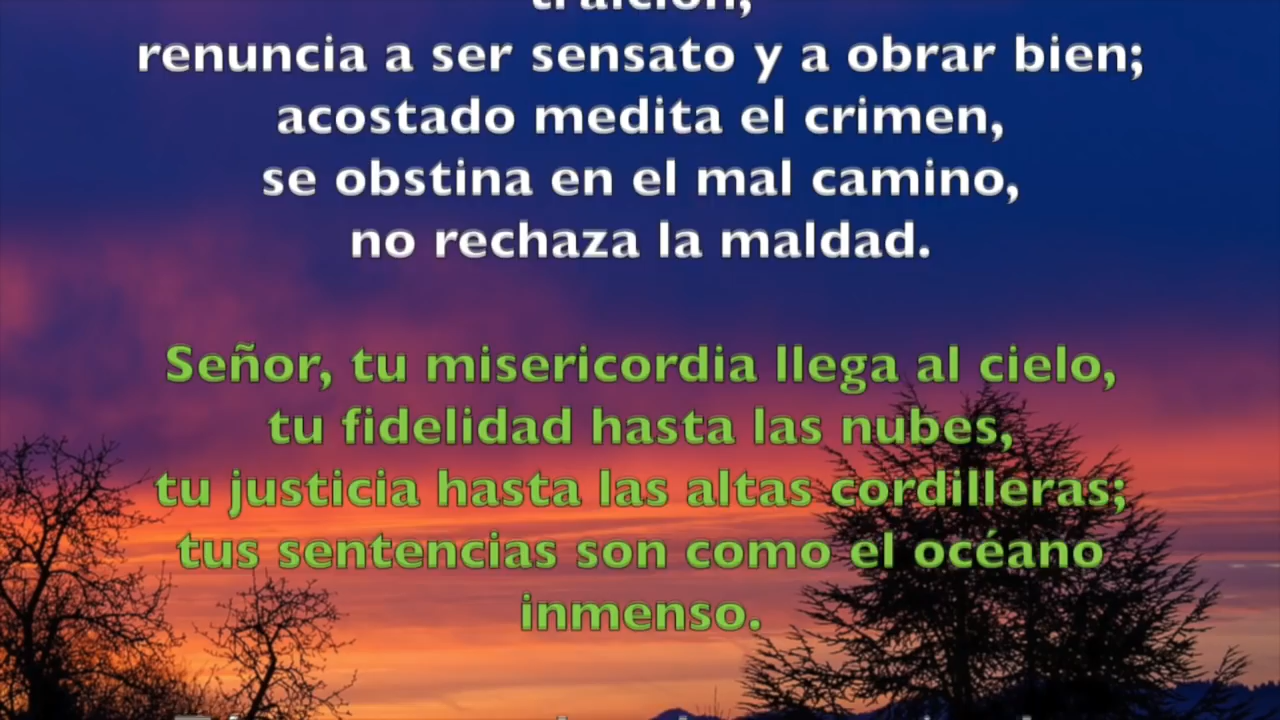 traición,
renuncia a ser sensato y a obrar bien;
acostado medita el crimen,
se obstina en el mal camino,
no rechaza la maldad.
Señor, tu misericordia llega al cielo,
tu fidelidad hasta las nubes,
tu justicia hasta las altas cordilleras;
tus sentencias son como el océano
inmenso.